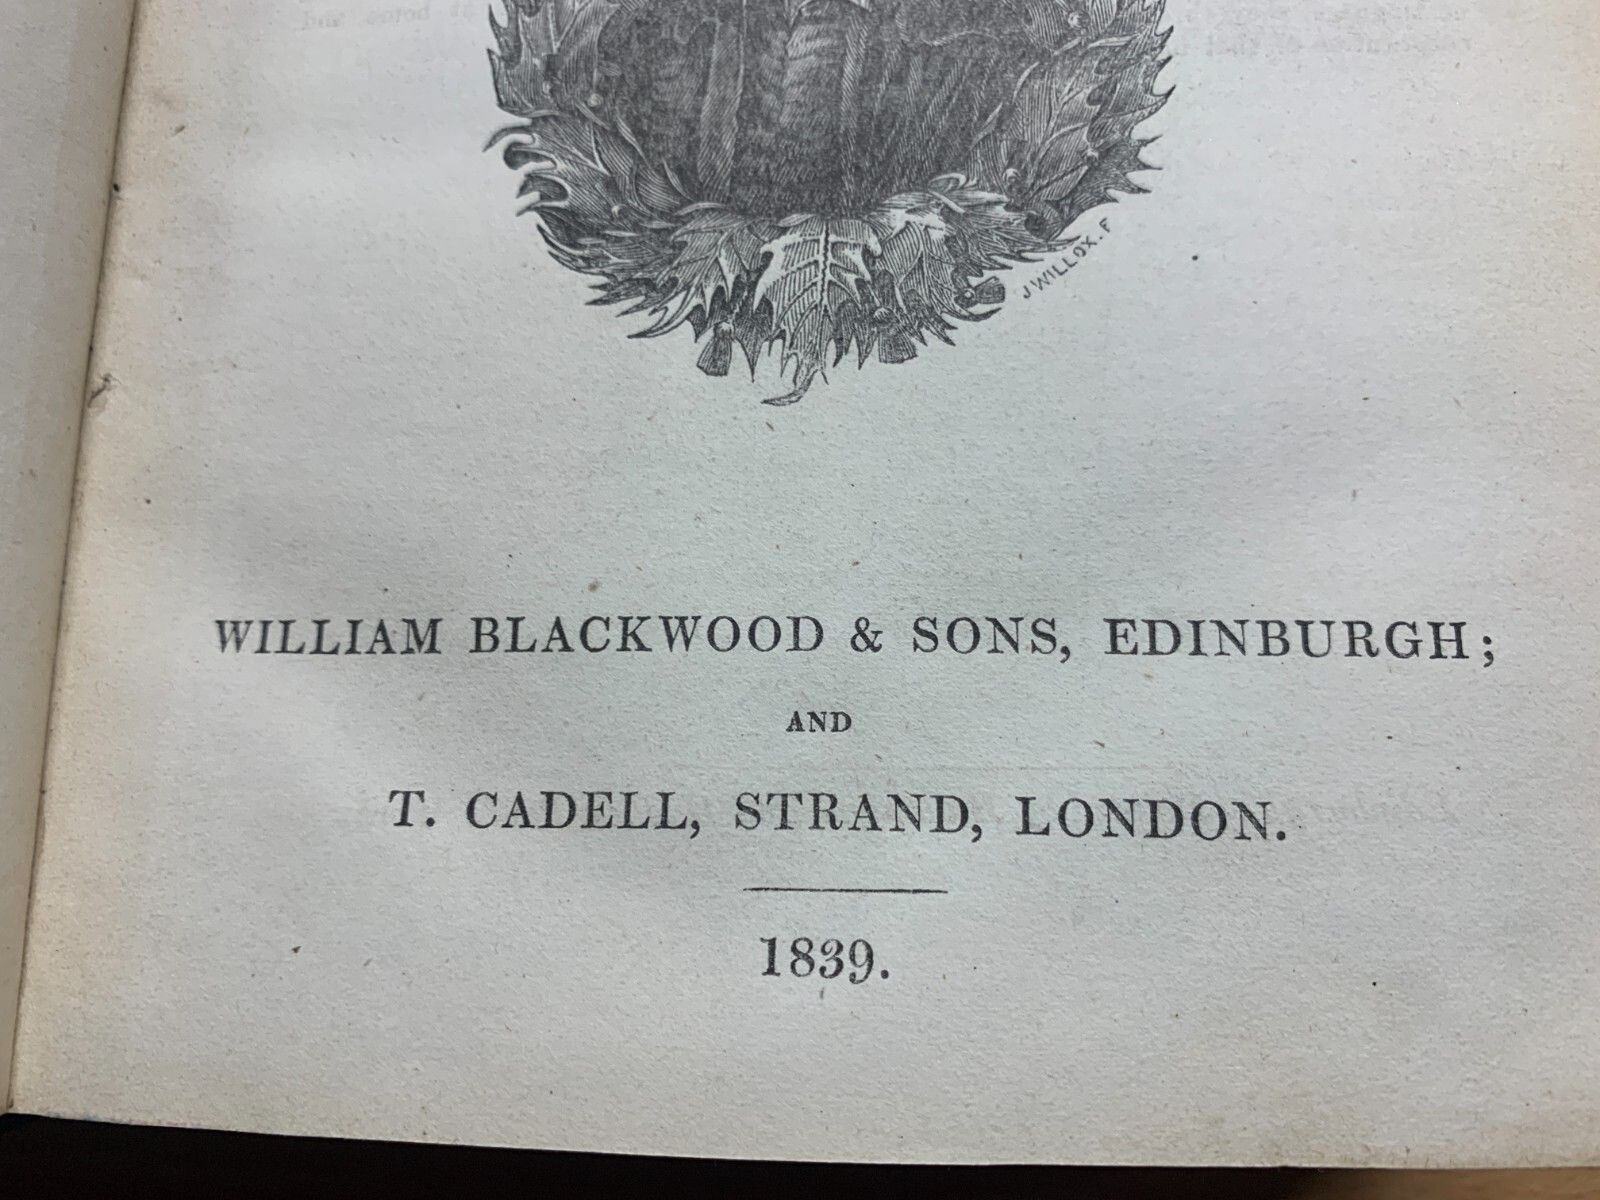 J WILLOX. F
WILLIAM BLACKWOOD & SONS, EDINBURGH;
AND
T. CADELL, STRAND, LONDON.
1839.